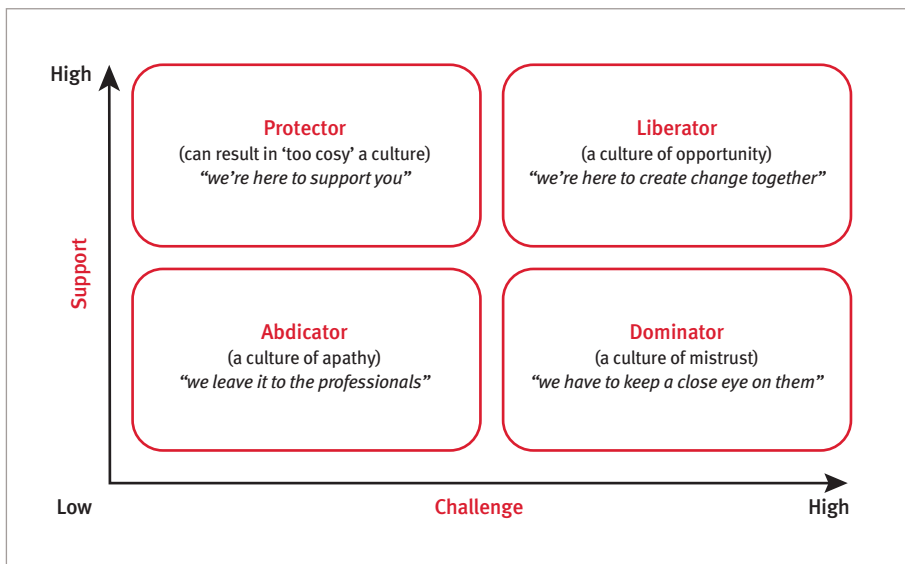 High
Protector
(can result in ‘too cosy’ a culture)
“we’re here to support you”
Liberator
(a culture of opportunity)
“we’re here to create change together”
Support
Abdicator
(a culture of apathy)
“we leave it to the professionals”
Dominator
(a culture of mistrust)
“we have to keep a close eye on them”
Low
Challenge
High